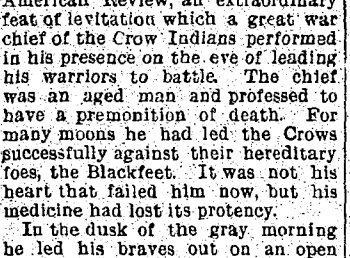 American Review, an extraordinary
feat of levitation which a great war
chief of the Crow Indians performed
in his presence on the eve of leading
his warriors to battle. The chief
was an aged man and professed to
have a premonition of death. For
many moons he had led the Crows
successfully against their hereditary
foes, the Blackfeet. It was not his
heart that failed him now, but his
medicine had lost its protency.
In the dusk of the gray morning
he led his braves out on an open